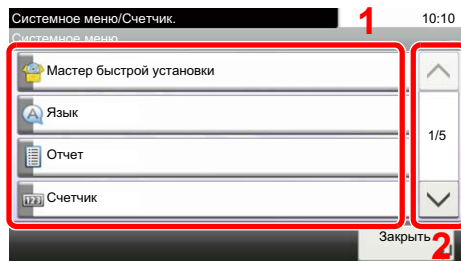 Системное меню/Счетчик.
1
10:10
Системное меню
Мастер быстрой установки
Язык
1/5
Отчет
Счетчик
Закрыть
2